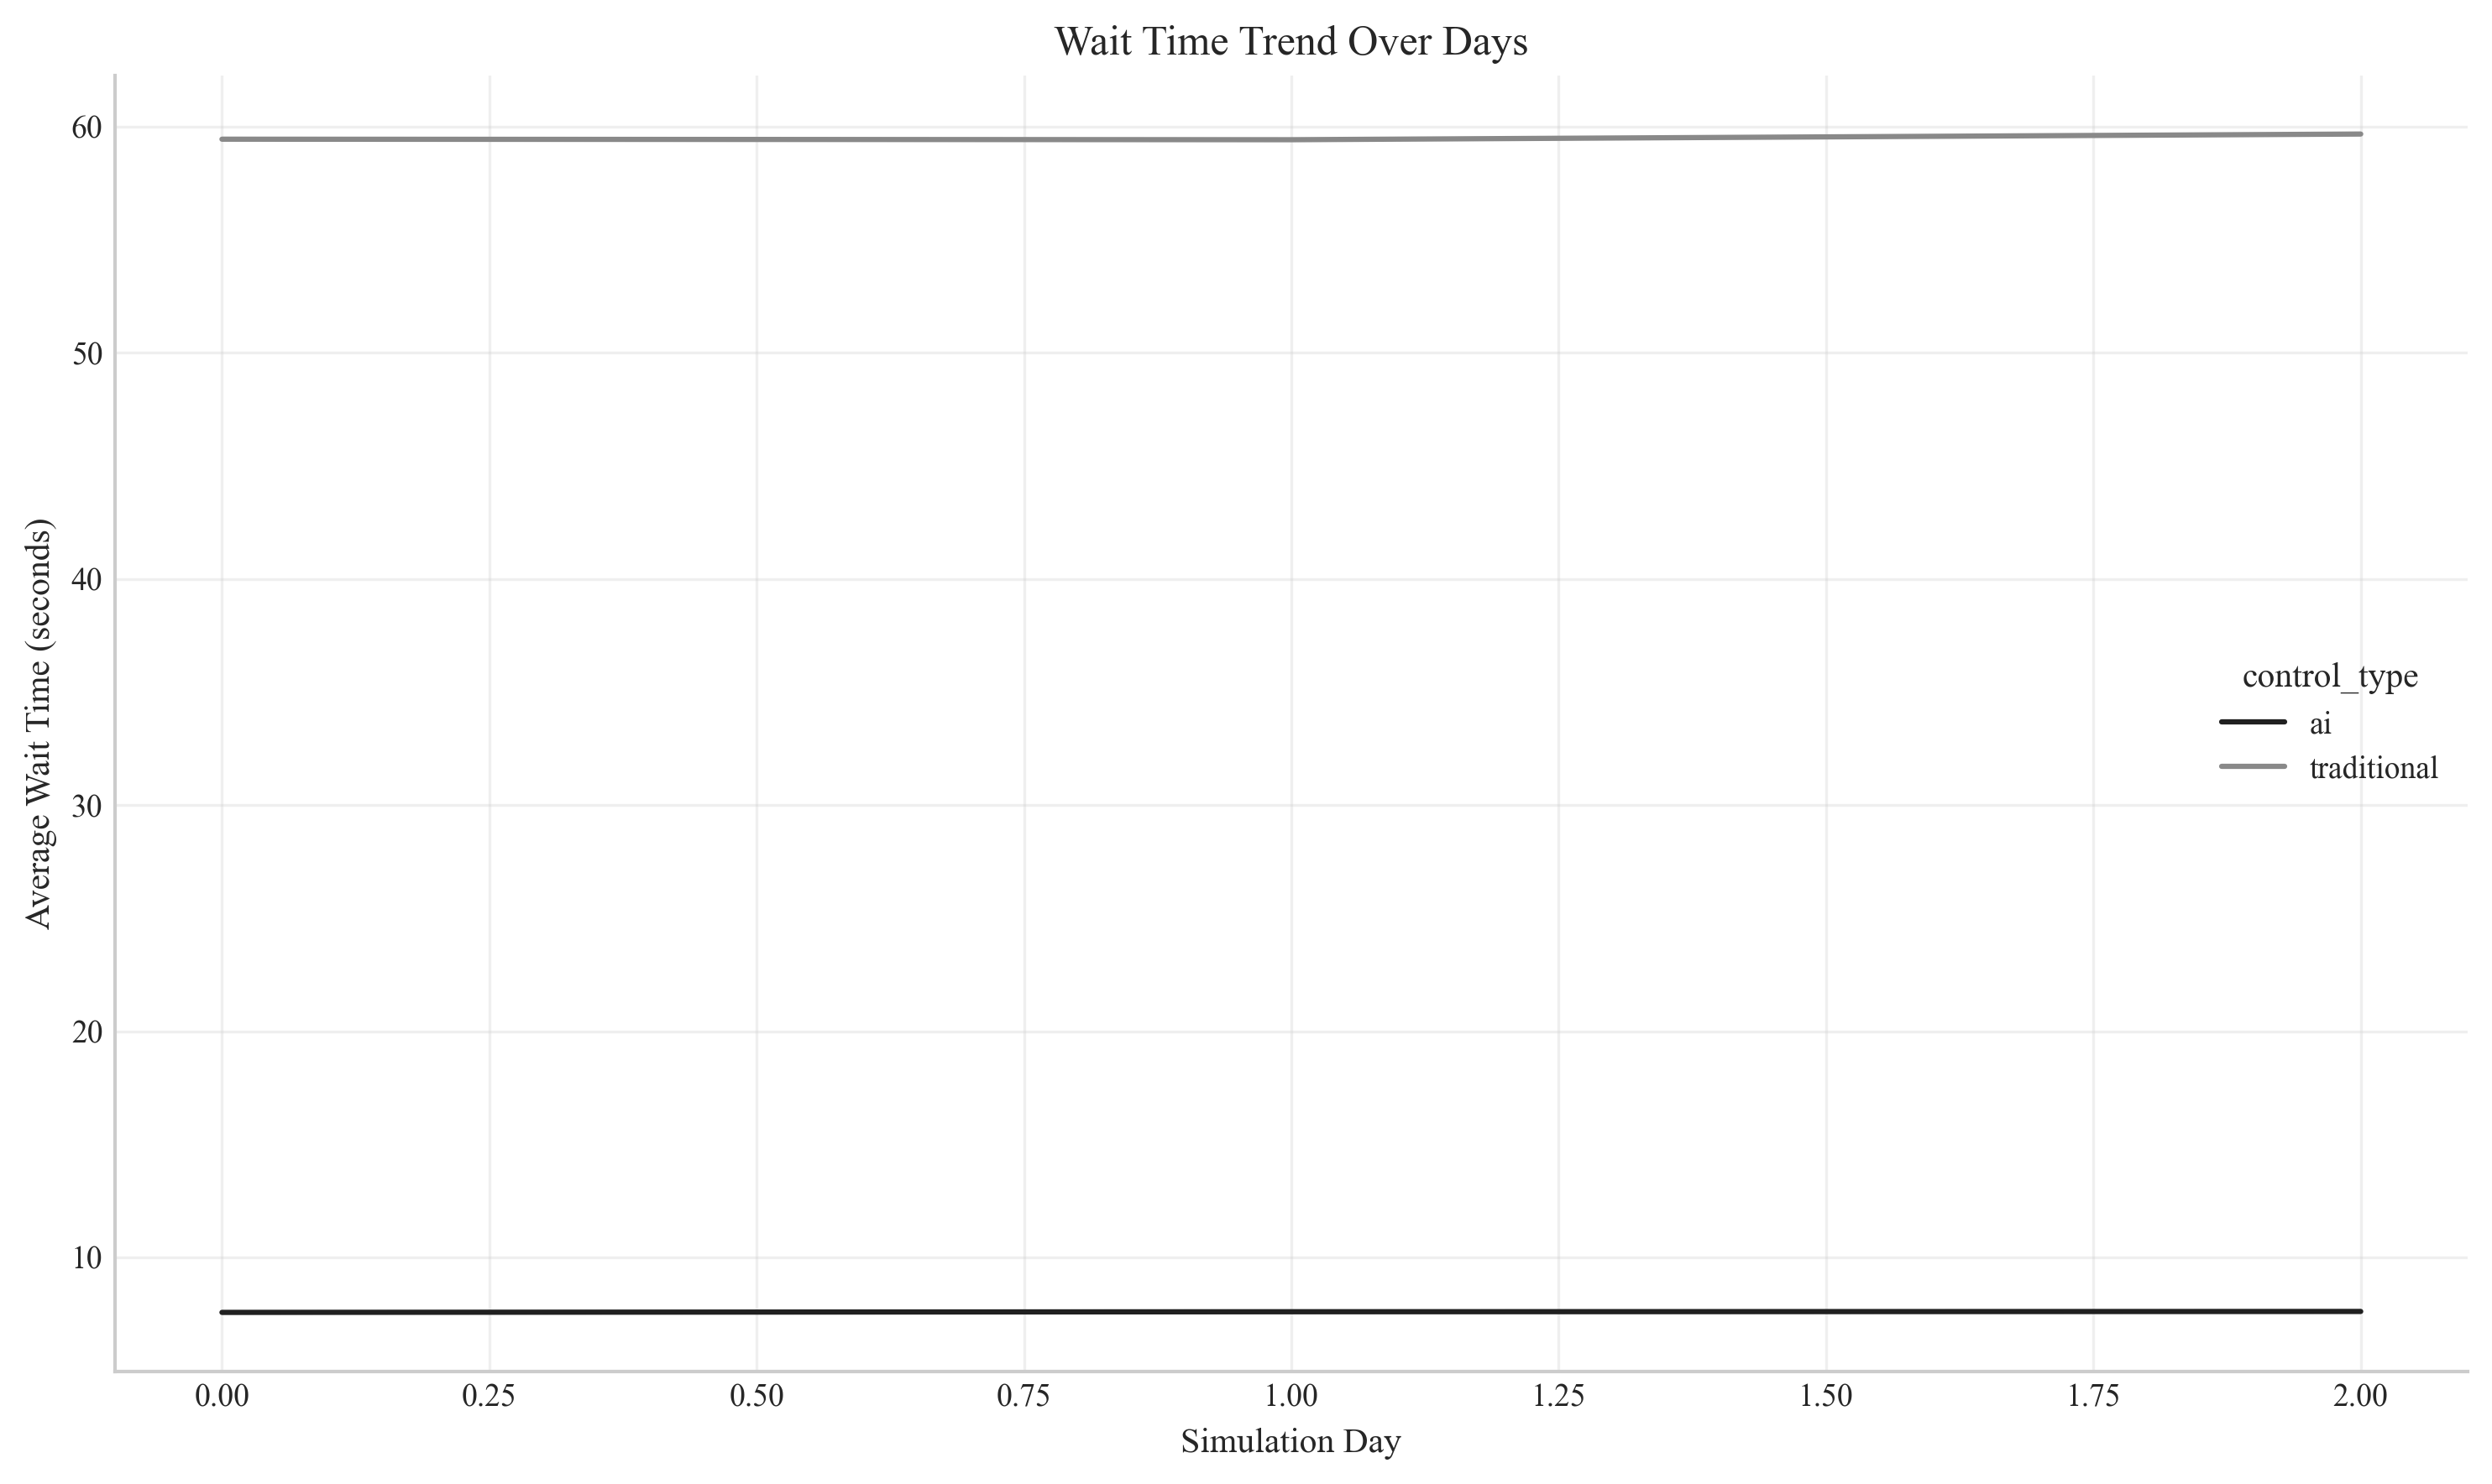 Wait Time Trend Over Days
Average Wait Time (seconds)
60
50
40
30
20
10
control_type
ai
traditional
0.00 0.25 0.50 0.75 1.00 1.25 1.50 1.75 2.00
Simulation Day